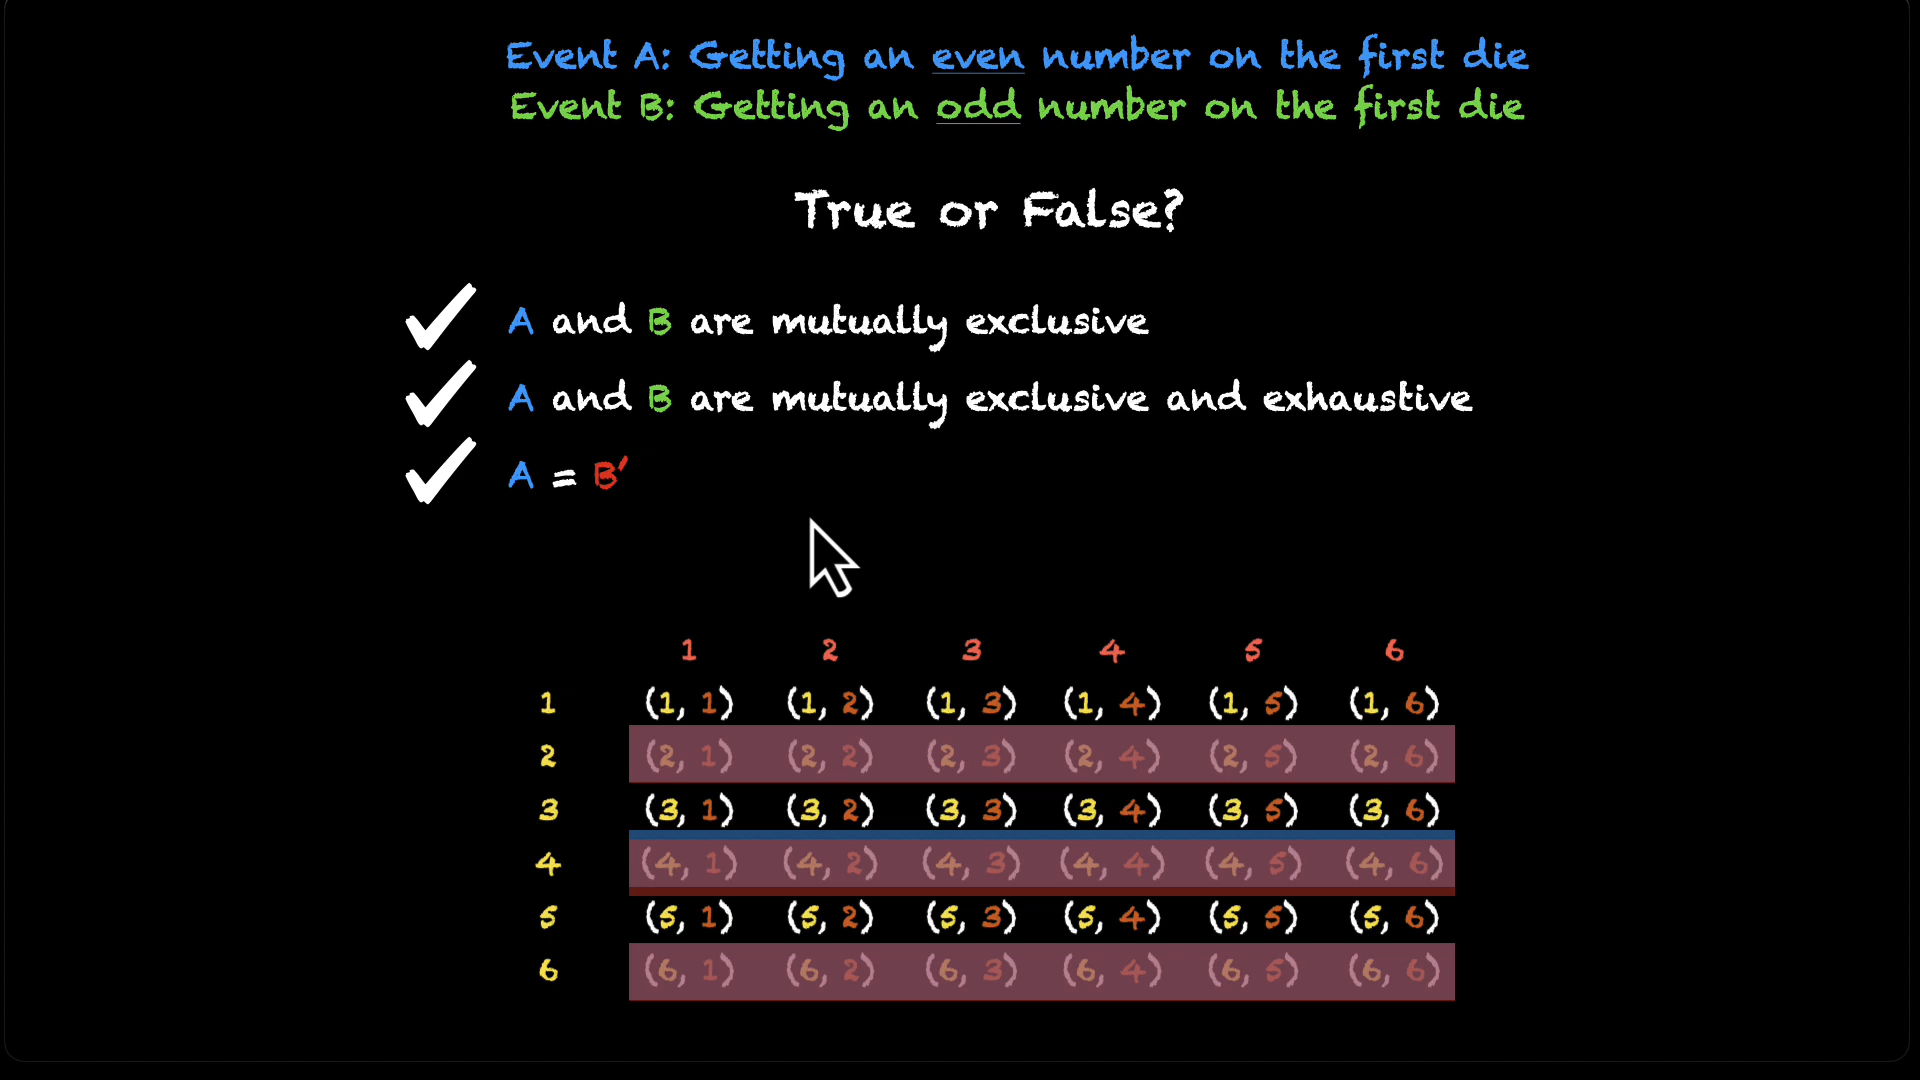 Event A: Getting an even number on the first die
Event B: Getting an odd number on the first die
True or False?
A and B are mutually exclusive
A and B are mutually exclusive and exhaustive
A = B′
1 2 3 4 5 6
1 (1, 1) (1, 2) (1, 3) (1, 4) (1, 5) (1, 6)
2 (2, 1) (2, 2) (2, 3) (2, 4) (2, 5) (2, 6)
3 (3, 1) (3, 2) (3, 3) (3, 4) (3, 5) (3, 6)
4 (4, 1) (4, 2) (4, 3) (4, 4) (4, 5) (4, 6)
5 (5, 1) (5, 2) (5, 3) (5, 4) (5, 5) (5, 6)
6 (6, 1) (6, 2) (6, 3) (6, 4) (6, 5) (6, 6)